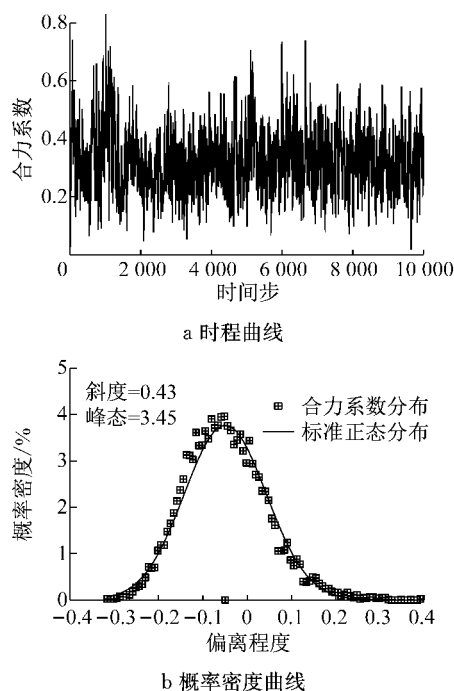 0.8
0.6
0.4
0.2
合力系数
0 2 000 4 000 6 000 8 000 10 000
时间步
a 时程曲线
5
4
3
2
1
0
概率密度/%
斜度=0.43
峰态=3.45
合力系数分布
标准正态分布
-0.4 -0.3 -0.2 -0.1 0 0.1 0.2 0.3 0.4
偏离程度
b 概率密度曲线